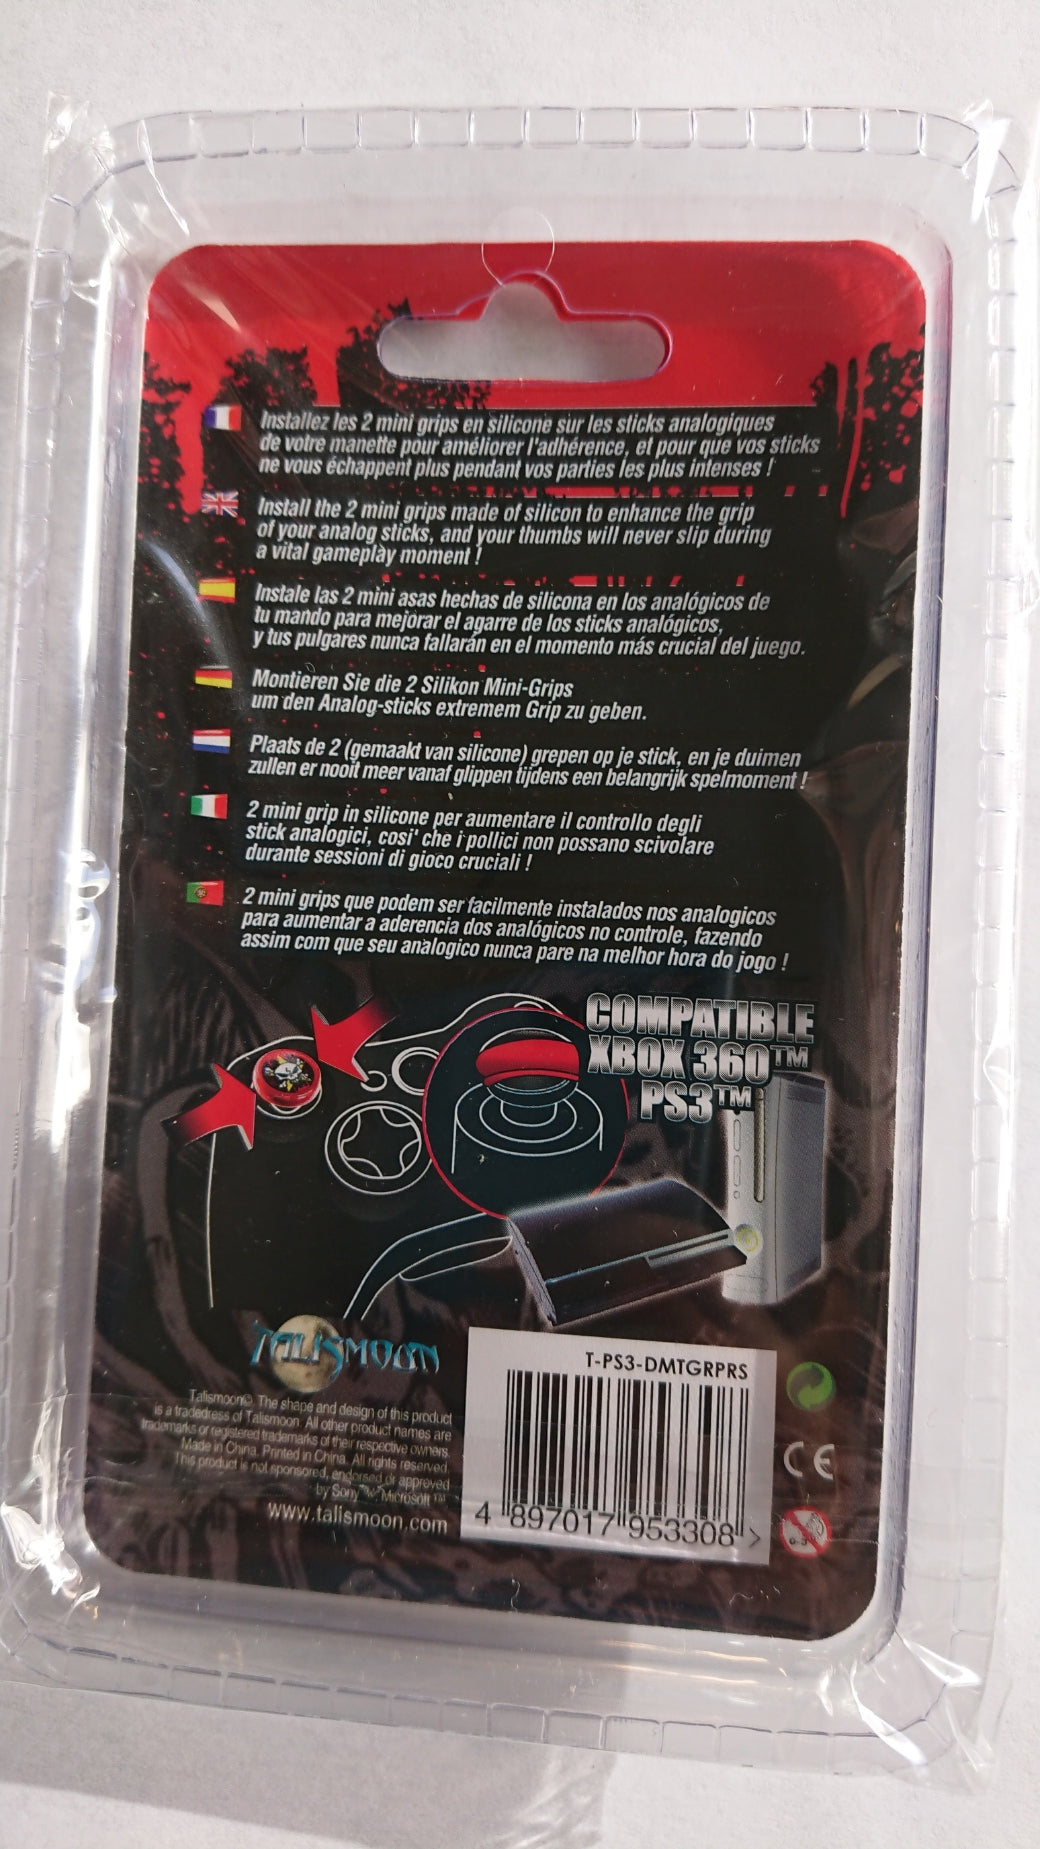 Installez les 2 mini grips en silicone sur les sticks analogiques
de votre manette pour améliorer l'adhérence, et pour que vos sticks
ne vous échappent plus pendant vos parties les plus intenses !
Install the 2 mini grips made of silicon to enhance the grip
of your analog sticks, and your thumbs will never slip during
a vital gameplay moment !
Instale las 2 mini asas hechas de silicona en los analógicos de
tu mando para mejorar el agarre de los sticks analógicos,
y tus pulgares nunca fallarán en el momento más crucial del juego.
Montieren Sie die 2 Silikon Mini-Grips
um den Analog-sticks extremem Grip zu geben.
Plaats de 2 (gemaakt van silicone) grepen op je stick, en je duimen
zullen er nooit meer vanaf glippen tijdens een belangrijk spelmoment !
2 mini grip in silicone per aumentare il controllo degli
stick analogici, cosi' che i pollici non possano scivolare
durante sessioni di gioco cruciali !
2 mini grips que podem ser facilmente instalados nos analogicos
para aumentar a aderencia dos analógicos no controle, fazendo
assim com que seu analogico nunca pare na melhor hora do jogo !
COMPATIBLE
XBOX 360™
PS3™
TALISMOON
Talismoon©. The shape and design of this product
is a tradedress of Talismoon. All other product names are
trademarks or registered trademarks of their respective owners.
Made in China. Printed in China. All rights reserved.
This product is not sponsored, endorsed or approved
by Sony™ Microsoft™
www.talismoon.com
T-PS3-DMTGRPRS
4 897017 953308 >
CE
0-3